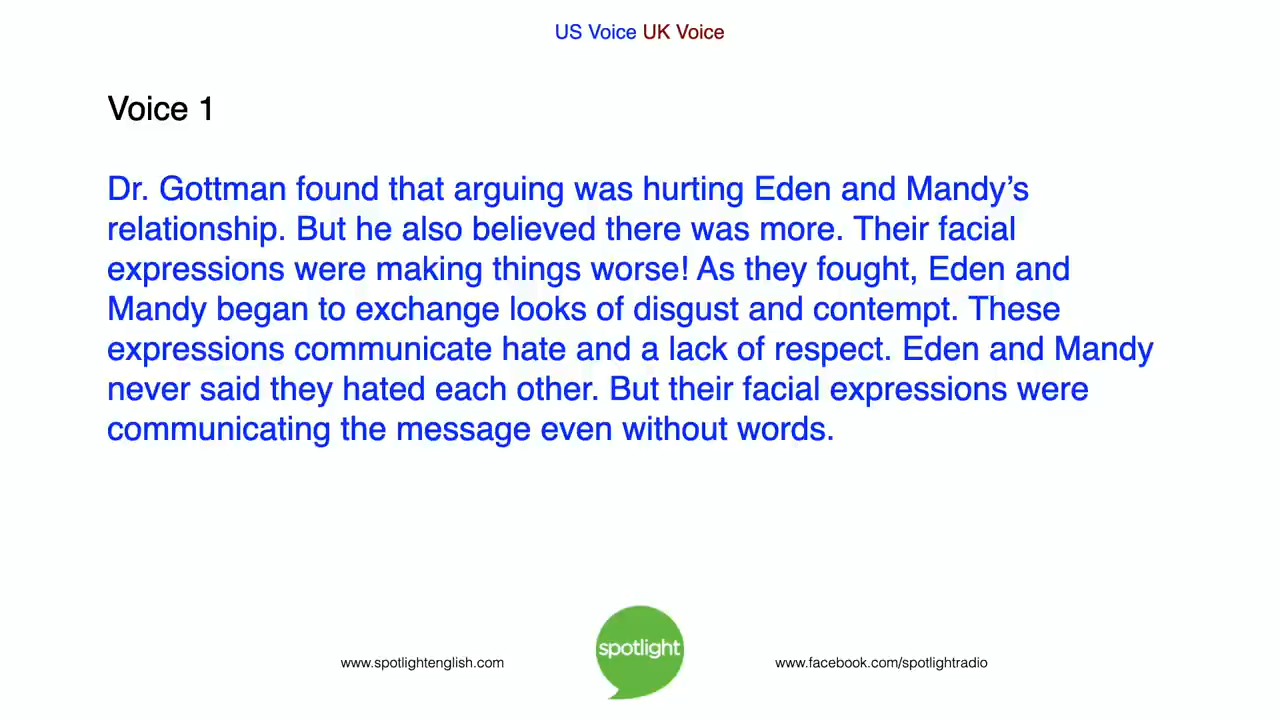 US Voice UK Voice
Voice 1
Dr. Gottman found that arguing was hurting Eden and Mandy’s
relationship. But he also believed there was more. Their facial
expressions were making things worse! As they fought, Eden and
Mandy began to exchange looks of disgust and contempt. These
expressions communicate hate and a lack of respect. Eden and Mandy
never said they hated each other. But their facial expressions were
communicating the message even without words.
www.spotlightenglish.com
spotlight
www.facebook.com/spotlightradio